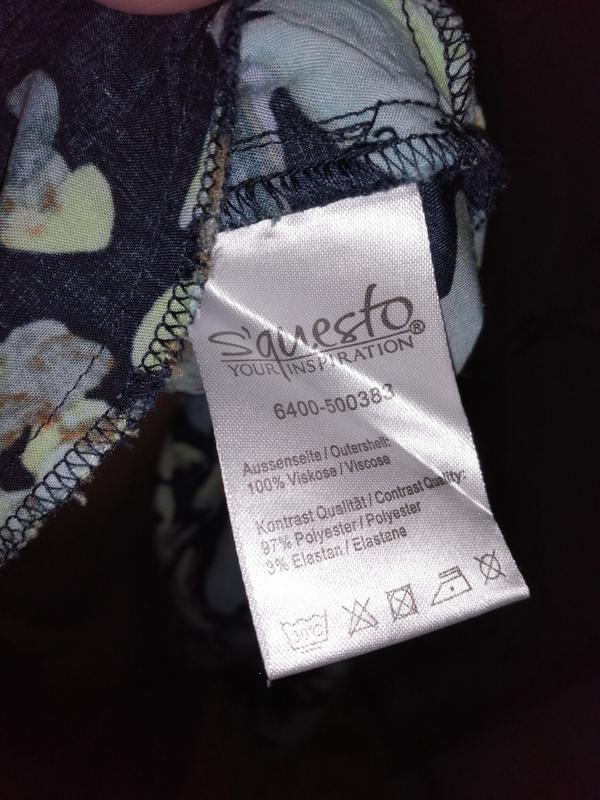 s'questo®
YOUR INSPIRATION
6400-500383
Aussenseite / Outershell:
100% Viskose / Viscose
Kontrast Qualität / Contrast Quality:
97% Polyester / Polyester
3% Elastan / Elastane
30°C